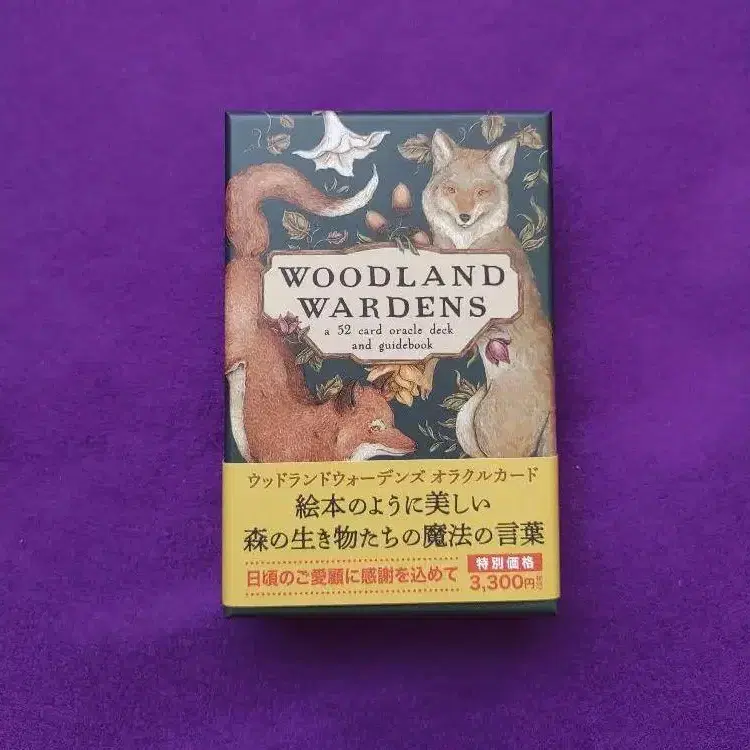 WOODLAND
WARDENS
a 52 card oracle deck
and guidebook
ウッドランドウォーデンズ オラクルカード
絵本のように美しい
森の生き物たちの魔法の言葉
日頃のご愛顧に感謝を込めて
特別価格
3,300円